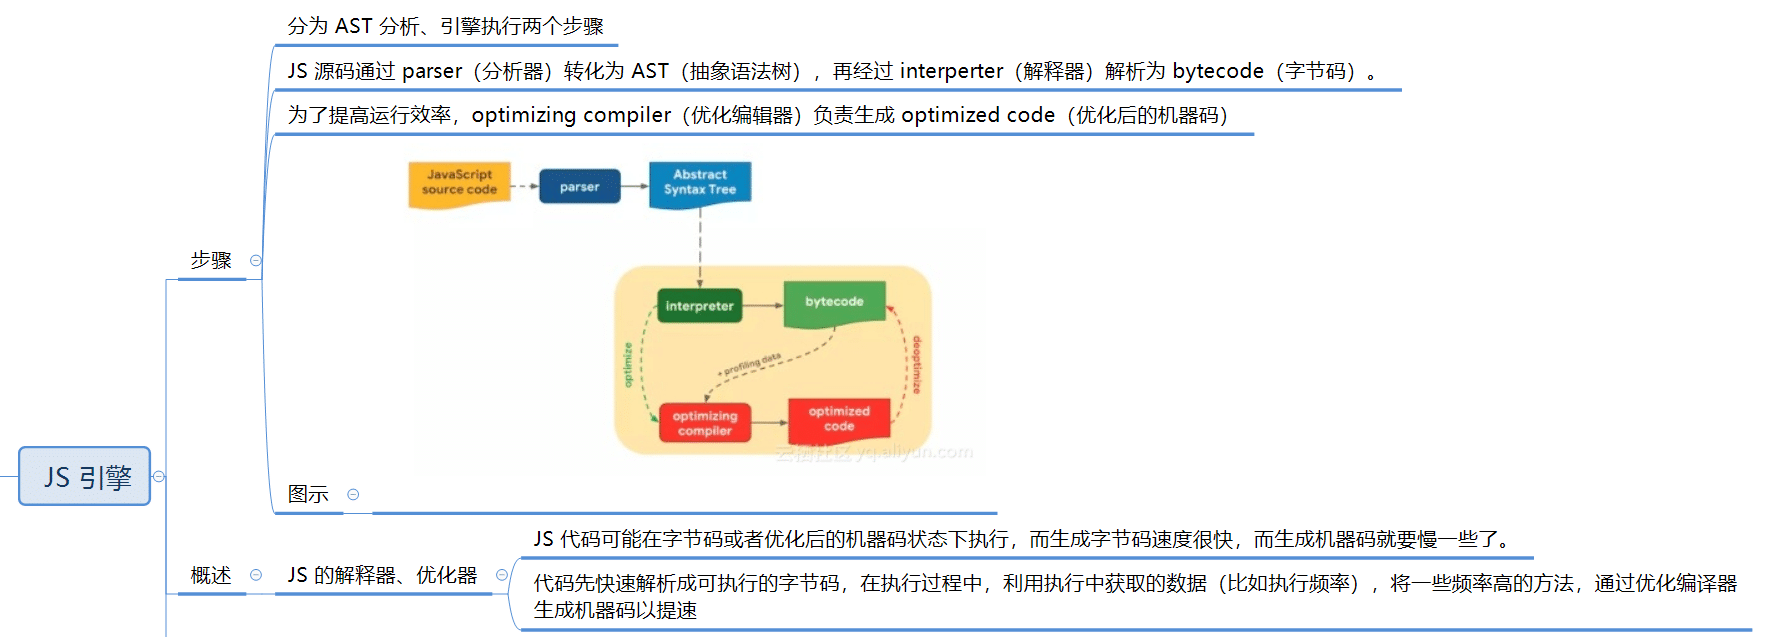 分为 AST 分析、引擎执行两个步骤
JS 源码通过 parser（分析器）转化为 AST（抽象语法树），再经过 interperter（解释器）解析为 bytecode（字节码）。
为了提高运行效率，optimizing compiler（优化编辑器）负责生成 optimized code（优化后的机器码）
JavaScript
source code
parser
Abstract
Syntax Tree
步骤
interpreter
bytecode
optimize
+ profiling data
deoptimize
optimizing
compiler
optimized
code
云栖社区 yq.aliyun.com
JS 引擎
图示
JS 代码可能在字节码或者优化后的机器码状态下执行，而生成字节码速度很快，而生成机器码就要慢一些了。
概述
JS 的解释器、优化器
代码先快速解析成可执行的字节码，在执行过程中，利用执行中获取的数据（比如执行频率），将一些频率高的方法，通过优化编译器
生成机器码以提速